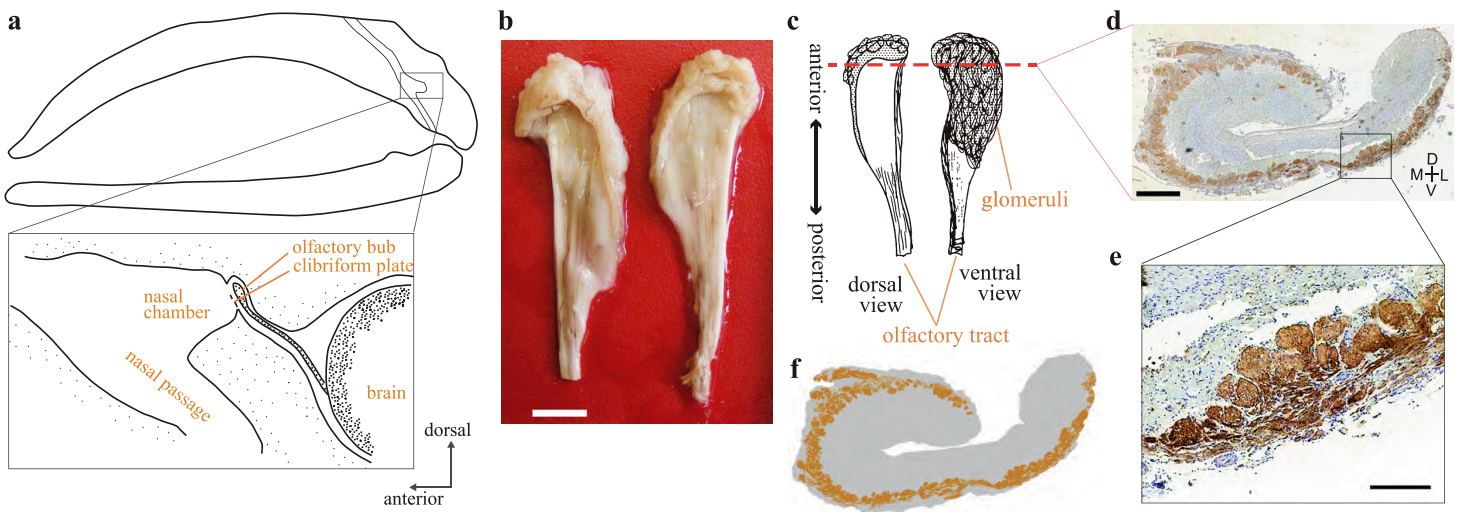 a
olfactory bub
clibriform plate
nasal
chamber
nasal passage
brain
dorsal
anterior
b
c
anterior
posterior
glomeruli
dorsal
view
ventral
view
olfactory tract
d
D
M L
V
e
f